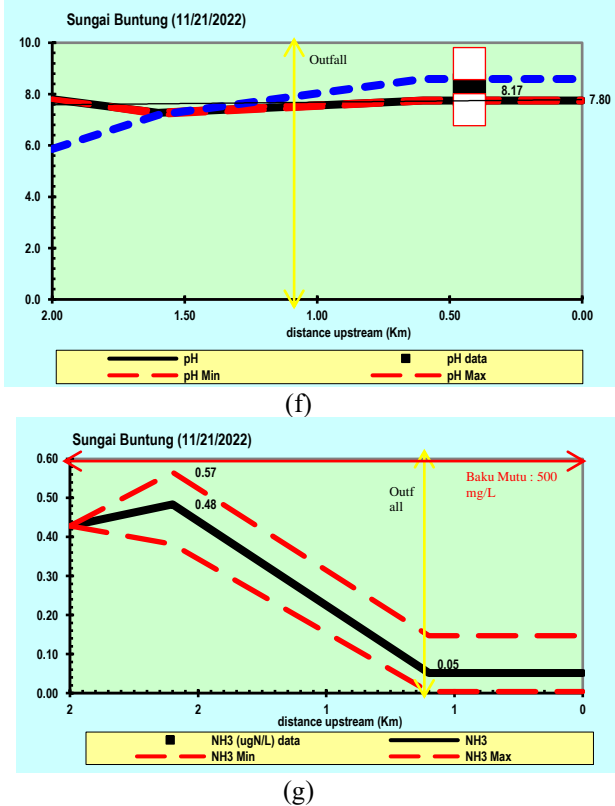 Sungai Buntung (11/21/2022)
10.0
Outfall
8.0
8.17
7.80
6.0
4.0
2.0
0.0
2.00 1.50 1.00 0.50 0.00
distance upstream (Km)
pH pH data
pH Min pH Max
(f)
Sungai Buntung (11/21/2022)
0.60
0.57
Baku Mutu : 500
mg/L
0.50
0.48
Outf
all
0.40
0.30
0.20
0.10
0.05
0.00
2 2 1 1 0
distance upstream (Km)
NH3 (ugN/L) data NH3
NH3 Min NH3 Max
(g)